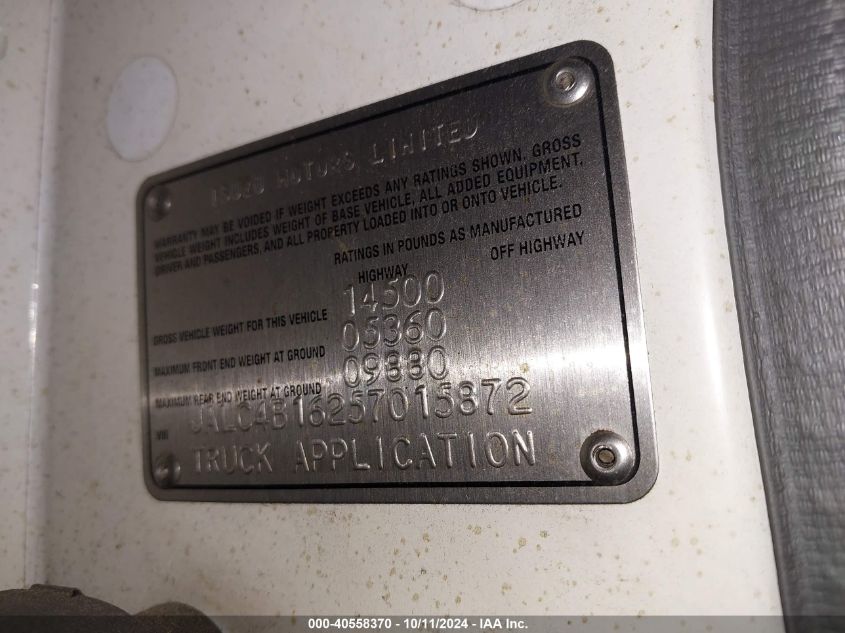 ISUZU MOTORS LIMITED
WARRANTY MAY BE VOIDED IF WEIGHT EXCEEDS ANY RATINGS SHOWN. GROSS
VEHICLE WEIGHT INCLUDES WEIGHT OF BASE VEHICLE, ALL ADDED EQUIPMENT,
DRIVER AND PASSENGERS, AND ALL PROPERTY LOADED INTO OR ONTO VEHICLE.
RATINGS IN POUNDS AS MANUFACTURED
HIGHWAY OFF HIGHWAY
GROSS VEHICLE WEIGHT FOR THIS VEHICLE 14500
MAXIMUM FRONT END WEIGHT AT GROUND 05360
MAXIMUM REAR END WEIGHT AT GROUND 09880
VIN JALC4B16257015872
TRUCK APPLICATION
000-40558370 - 10/11/2024 - IAA Inc.